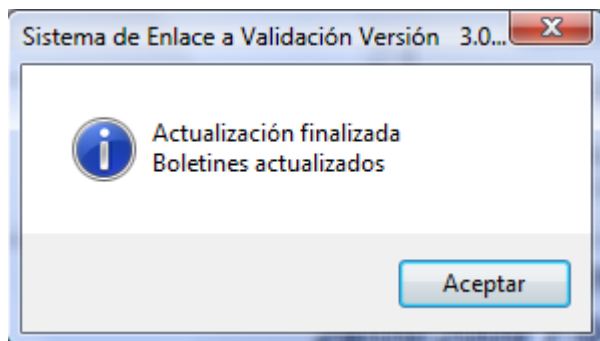 Sistema de Enlace a Validación Versión 3.0...
Actualización finalizada
Boletines actualizados
Aceptar